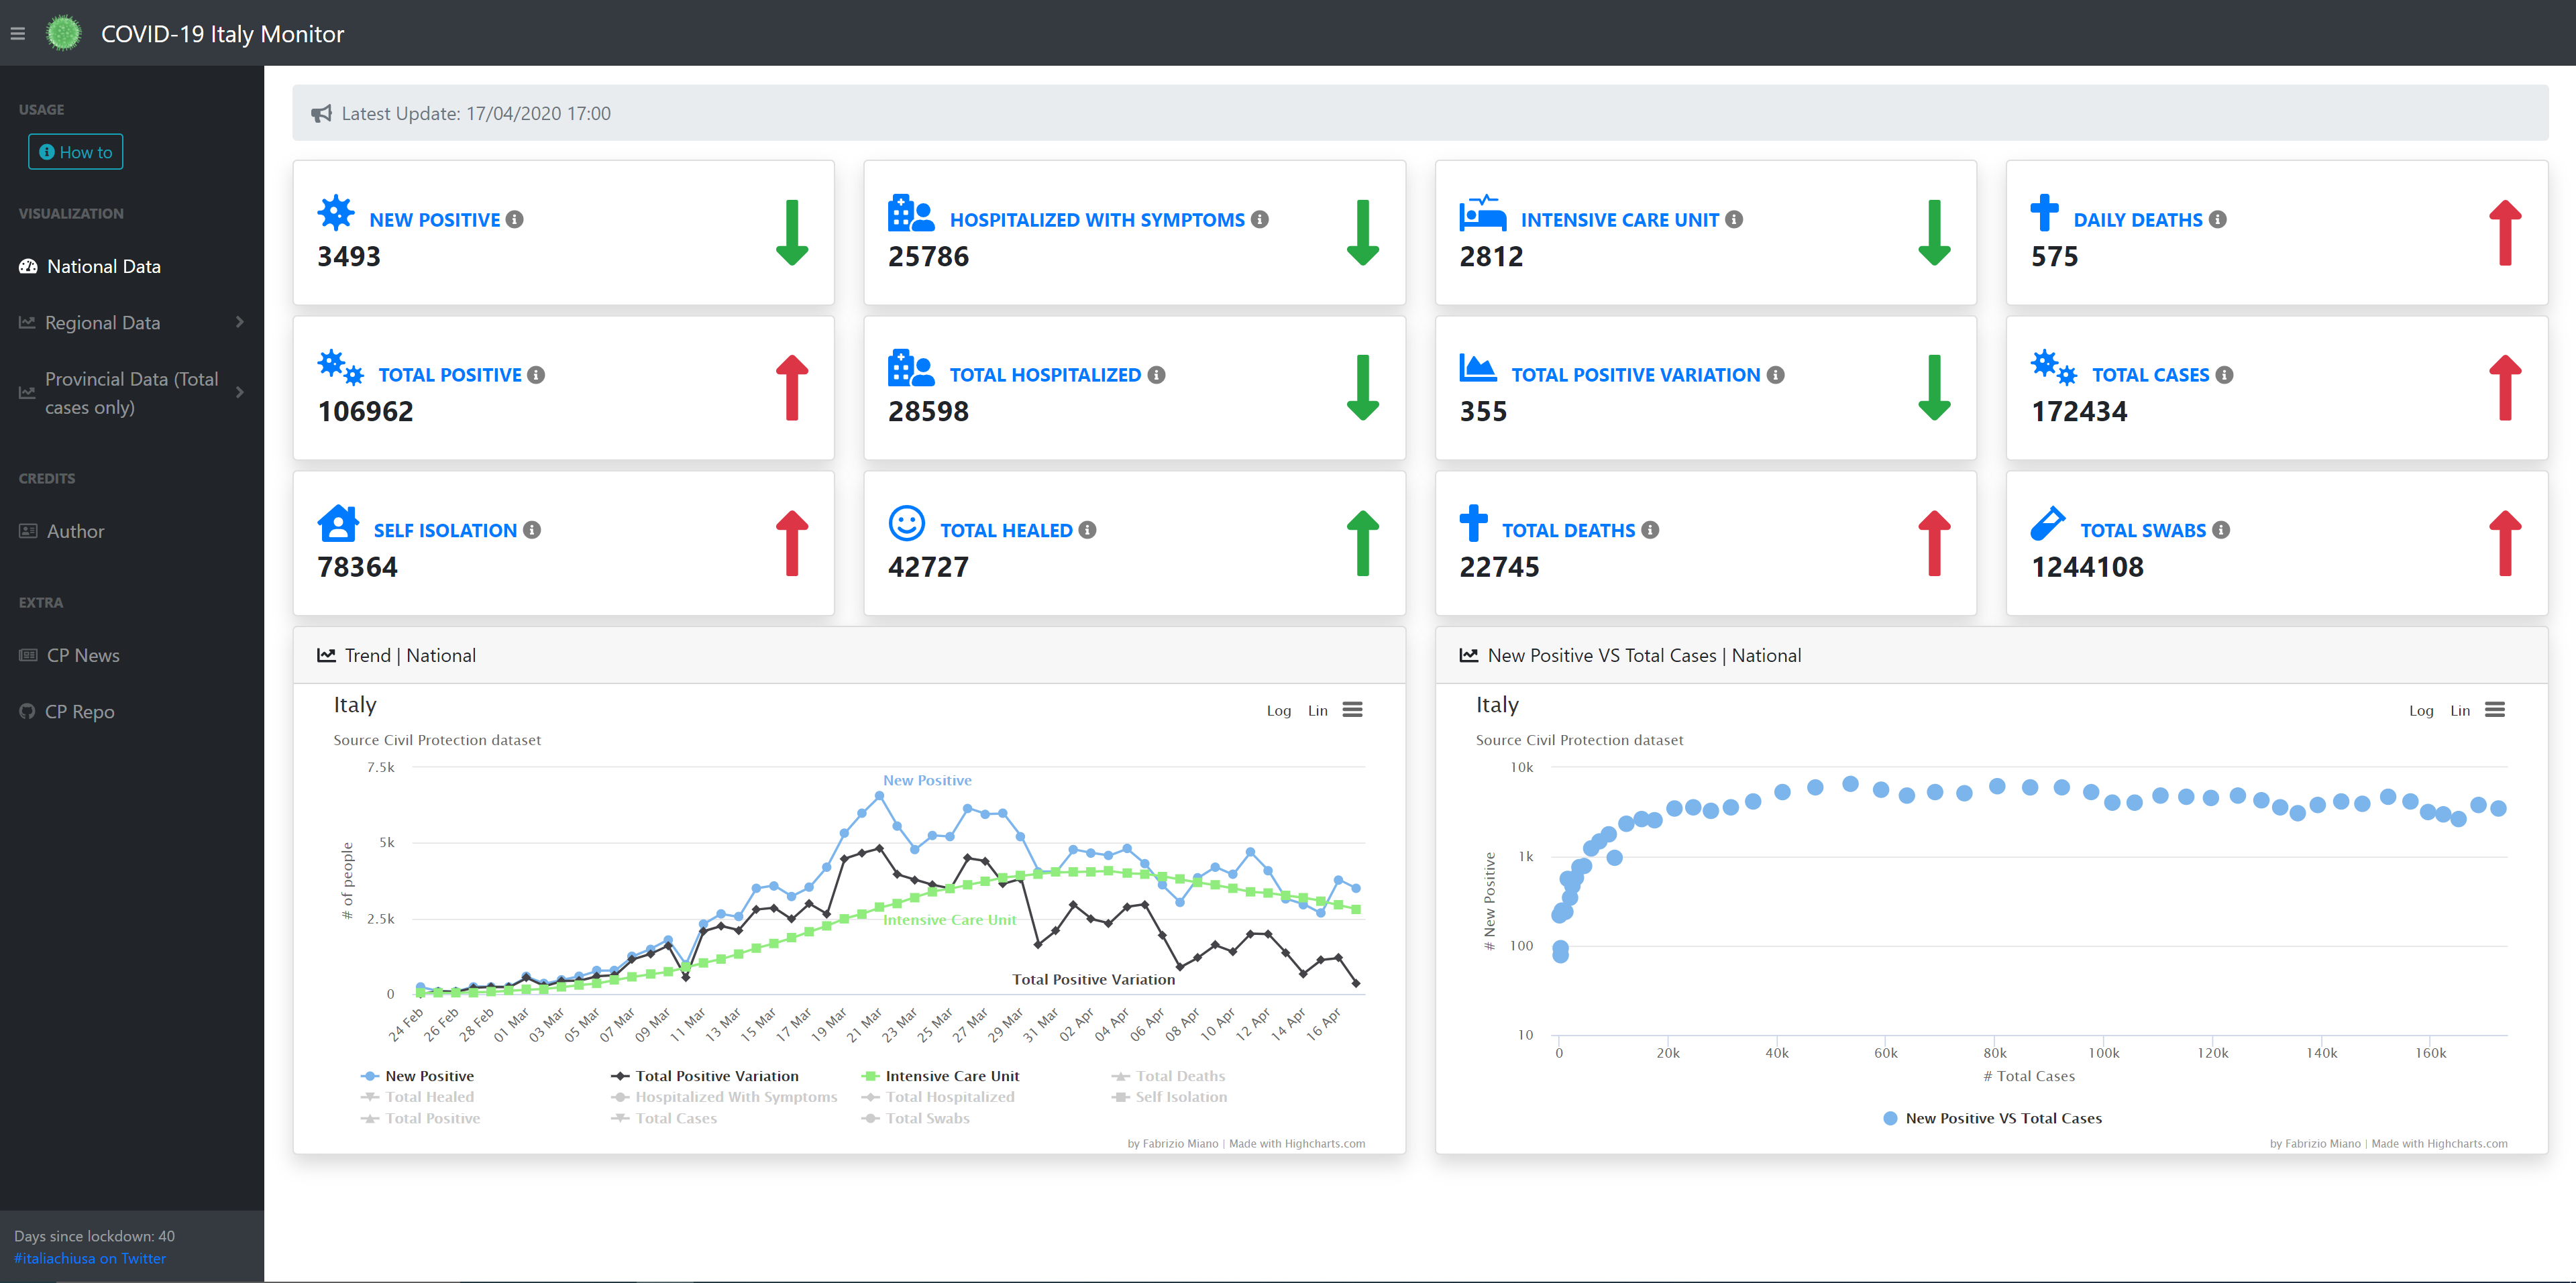 COVID-19 Italy Monitor
USAGE
How to
VISUALIZATION
National Data
Regional Data
Provincial Data (Total
cases only)
CREDITS
Author
EXTRA
CP News
CP Repo
Days since lockdown: 40
#italiachiusa on Twitter
Latest Update: 17/04/2020 17:00
NEW POSITIVE
3493
HOSPITALIZED WITH SYMPTOMS
25786
INTENSIVE CARE UNIT
2812
DAILY DEATHS
575
TOTAL POSITIVE
106962
TOTAL HOSPITALIZED
28598
TOTAL POSITIVE VARIATION
355
TOTAL CASES
172434
SELF ISOLATION
78364
TOTAL HEALED
42727
TOTAL DEATHS
22745
TOTAL SWABS
1244108
Trend | National
Italy
Log Lin
Source Civil Protection dataset
7.5k
5k
2.5k
0
# of people
New Positive
Intensive Care Unit
Total Positive Variation
24 Feb 26 Feb 28 Feb 01 Mar 03 Mar 05 Mar 07 Mar 09 Mar 11 Mar 13 Mar 15 Mar 17 Mar 19 Mar 21 Mar 23 Mar 25 Mar 27 Mar 29 Mar 31 Mar 02 Apr 04 Apr 06 Apr 08 Apr 10 Apr 12 Apr 14 Apr 16 Apr
New Positive Total Positive Variation Intensive Care Unit Total Deaths
Total Healed Hospitalized With Symptoms Total Hospitalized Self Isolation
Total Positive Total Cases Total Swabs
by Fabrizio Miano | Made with Highcharts.com
New Positive VS Total Cases | National
Italy
Log Lin
Source Civil Protection dataset
10k
1k
100
10
# New Positive
0 20k 40k 60k 80k 100k 120k 140k 160k
# Total Cases
New Positive VS Total Cases
by Fabrizio Miano | Made with Highcharts.com